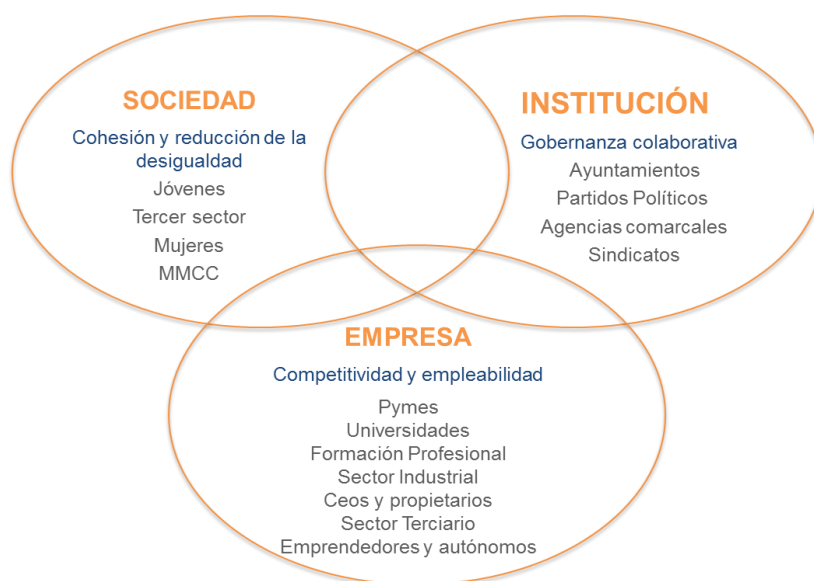 SOCIEDAD
Cohesión y reducción de la
desigualdad
Jóvenes
Tercer sector
Mujeres
MMCC
INSTITUCIÓN
Gobernanza colaborativa
Ayuntamientos
Partidos Políticos
Agencias comarcales
Sindicatos
EMPRESA
Competitividad y empleabilidad
Pymes
Universidades
Formación Profesional
Sector Industrial
Ceos y propietarios
Sector Terciario
Emprendedores y autónomos